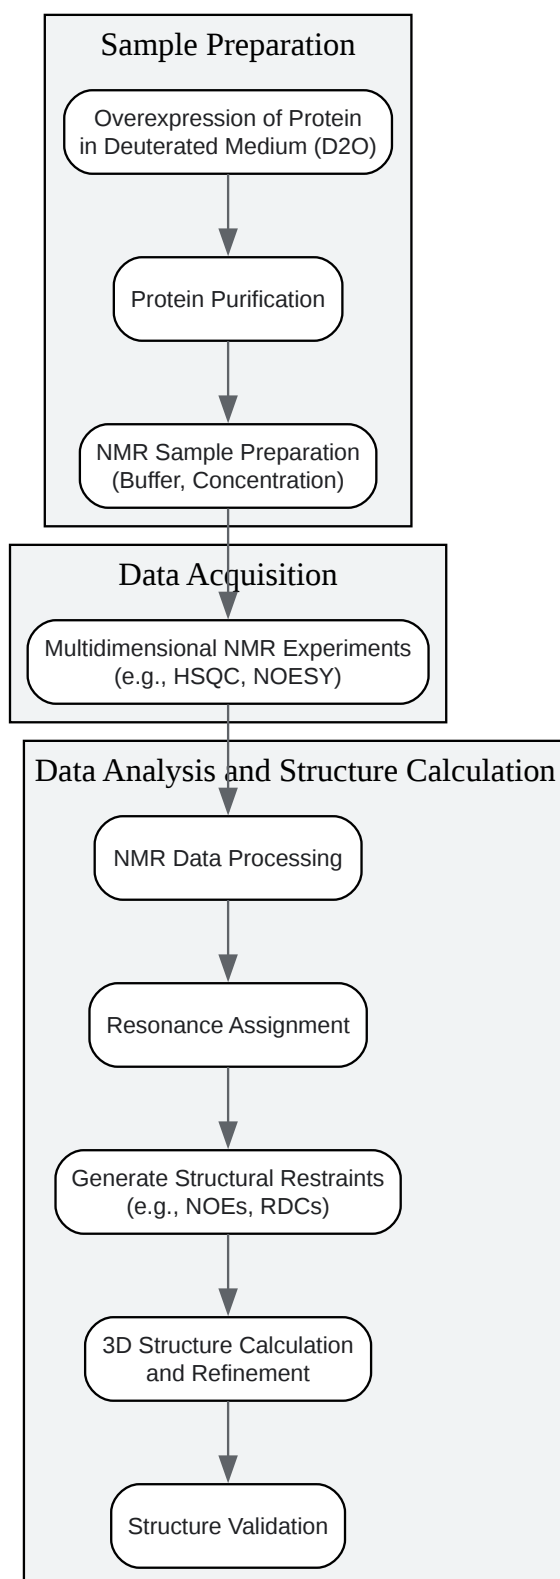 Sample Preparation
Overexpression of Protein
in Deuterated Medium (D2O)
Protein Purification
NMR Sample Preparation
(Buffer, Concentration)
Data Acquisition
Multidimensional NMR Experiments
(e.g., HSQC, NOESY)
Data Analysis and Structure Calculation
NMR Data Processing
Resonance Assignment
Generate Structural Restraints
(e.g., NOEs, RDCs)
3D Structure Calculation
and Refinement
Structure Validation